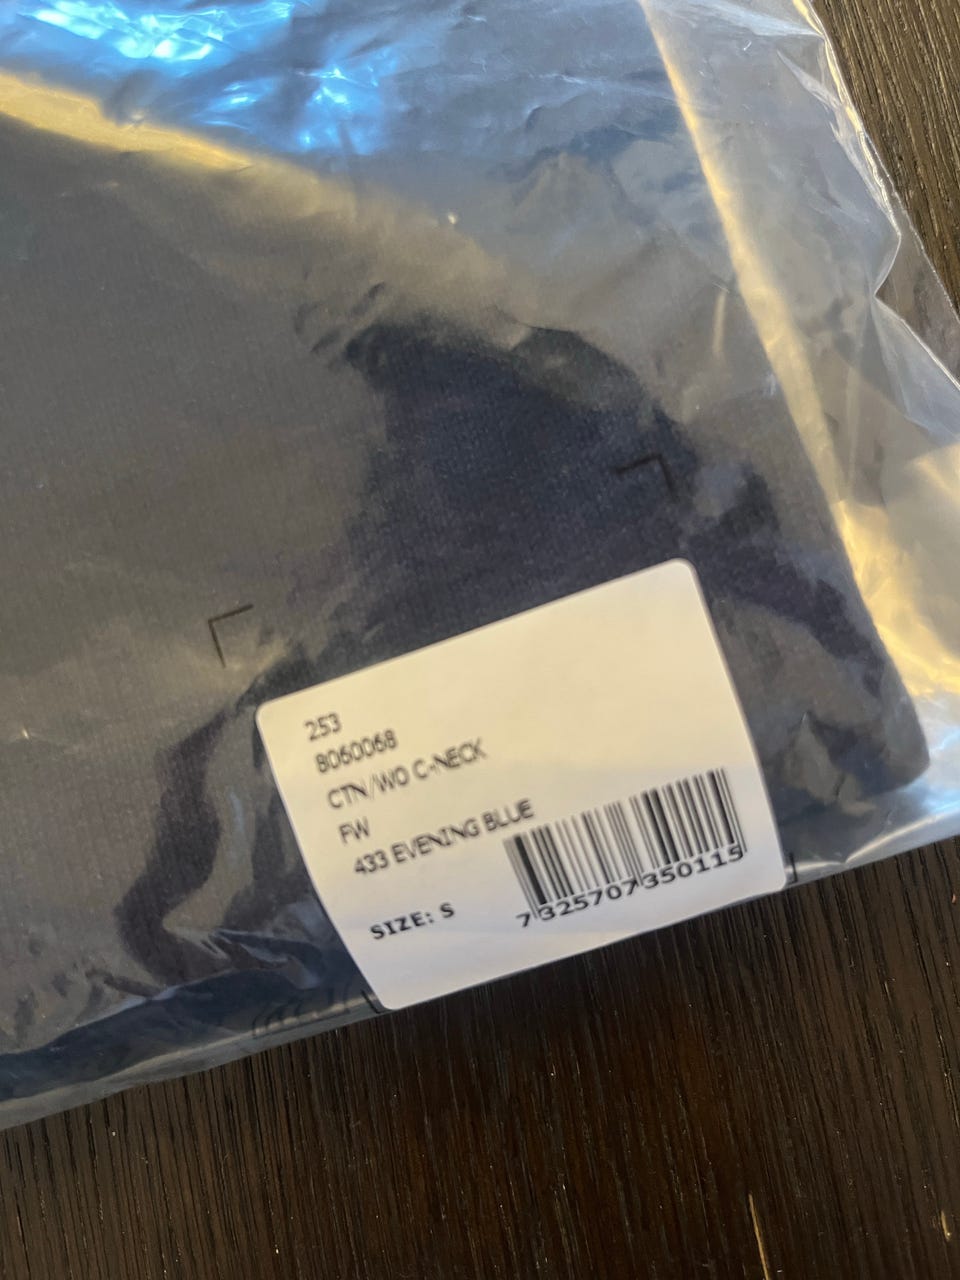 253
8060068
CTN/WO C-NECK
FW
433 EVENING BLUE
SIZE: S
7 325707 350115